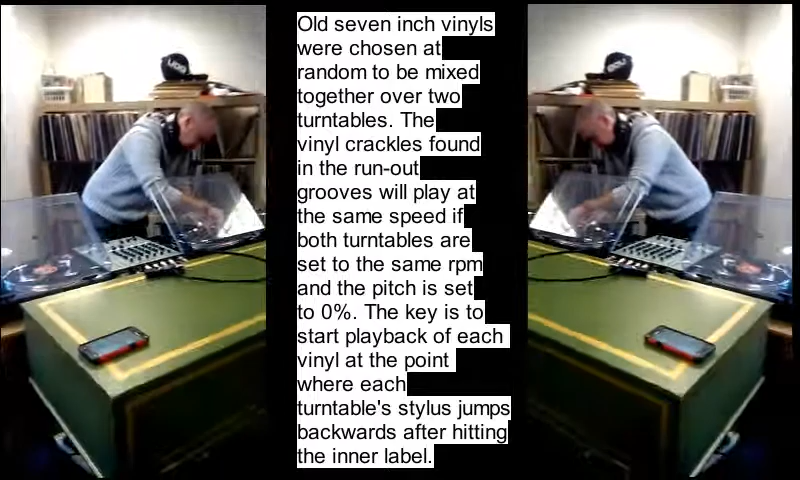 Old seven inch vinyls
were chosen at
random to be mixed
together over two
turntables. The
vinyl crackles found
in the run-out
grooves will play at
the same speed if
both turntables are
set to the same rpm
and the pitch is set
to 0%. The key is to
start playback of each
vinyl at the point
where each
turntable's stylus jumps
backwards after hitting
the inner label.